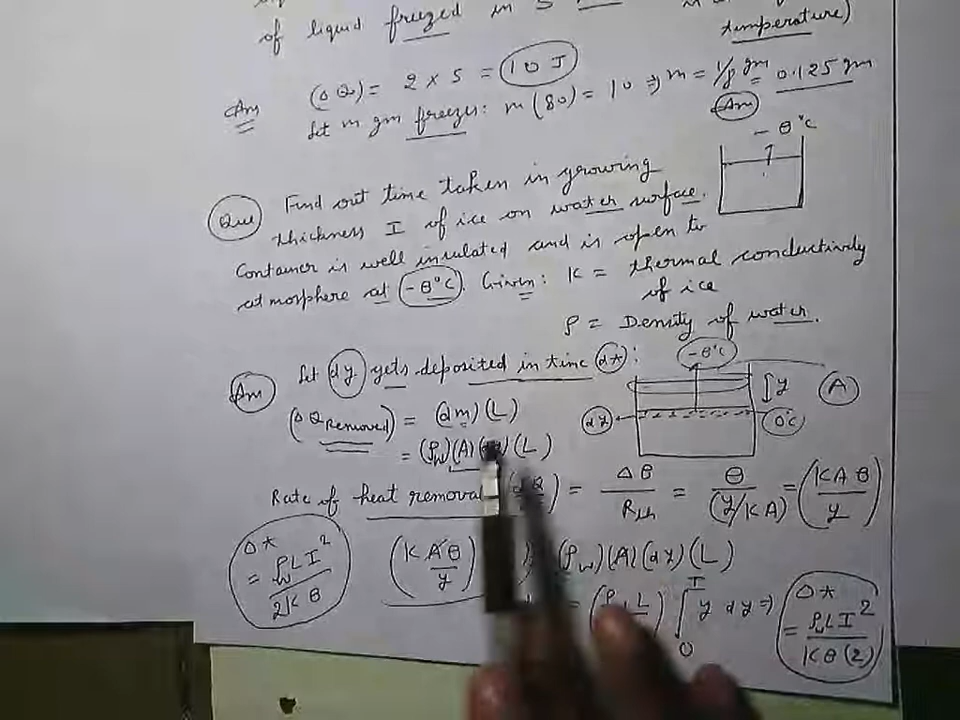 of liquid freezed in 5
temperature)
Ans (ΔQ) = 2 × 5 = 10 J
Let m gm freezes: m (80) = 10 ⇒ m = 1/8 gm = 0.125 gm
Ans
- θ°C
Que Find out time taken in growing
thickness I of ice on water surface.
Container is well insulated and is open to
atmosphere at -θ°C. Given: K = thermal conductivity
of ice
ρ = Density of water.
Ans Let dy gets deposited in time dt:
-θ°C
y
A
dy
0°C
(ΔQ Removed) = (dm)(L)
= (ρw)(A)(dy)(L)
Rate of heat removal = Δθ/Rth = θ/(y/KA) = (KAθ/y)
(KAθ/y) (ρw)(A)(dy)(L)
Δt = ρw L I²/2Kθ
∫₀ᴵ y dy ⇒ Δt = ρw L I²/Kθ(2)